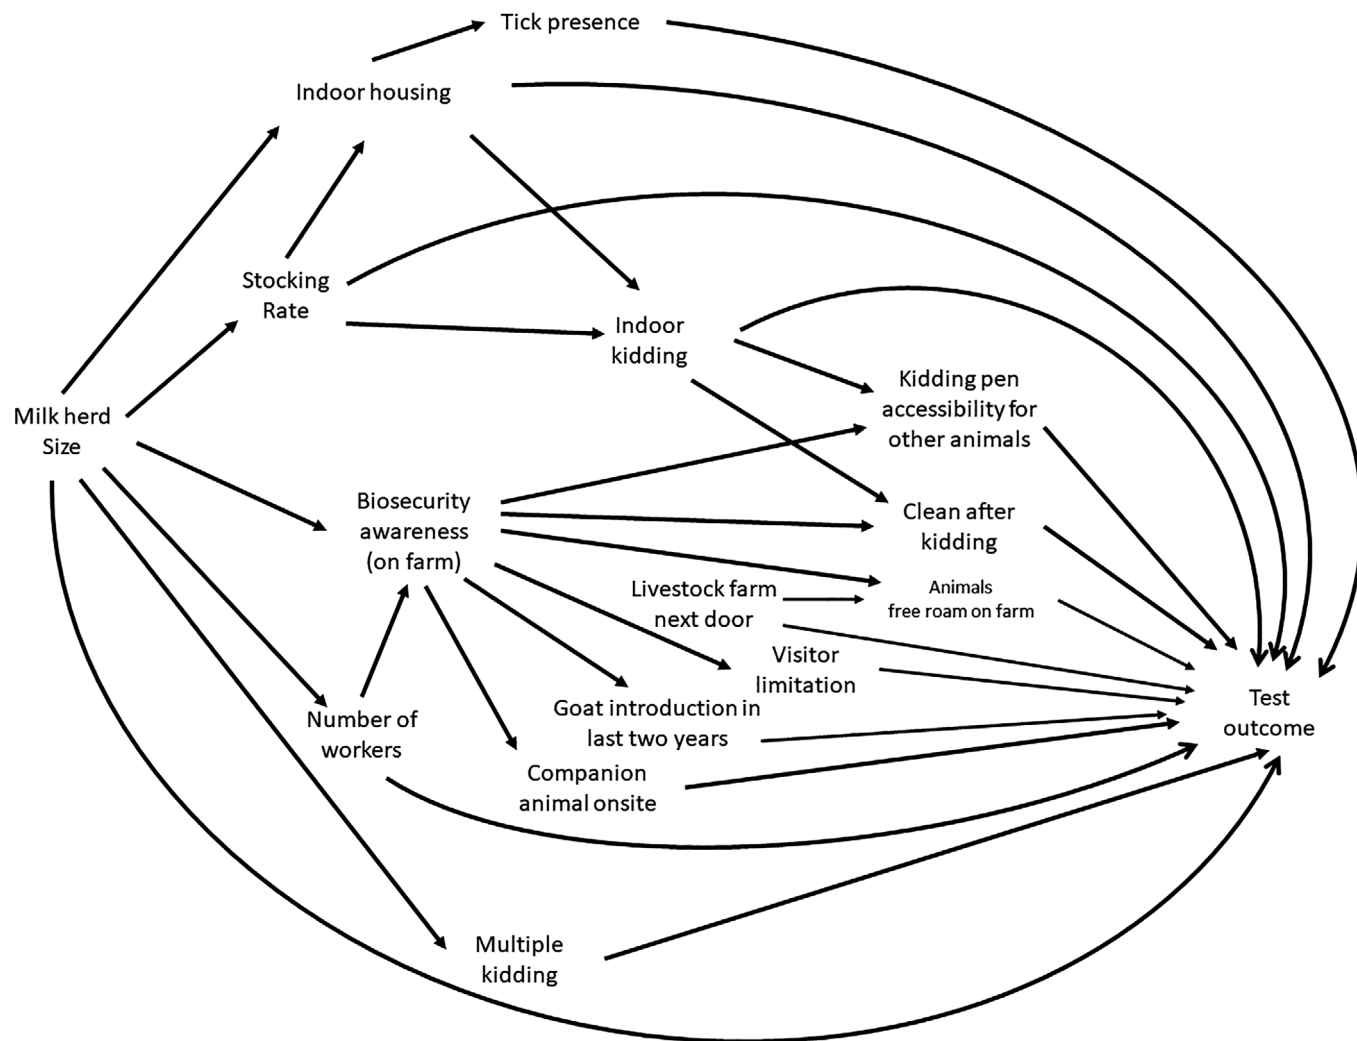 Tick presence
Indoor housing
Stocking
Rate
Indoor
kidding
Kidding pen
accessibility for
other animals
Milk herd
Size
Biosecurity
awareness
(on farm)
Clean after
kidding
Livestock farm
next door
Animals
free roam on farm
Visitor
limitation
Goat introduction in
last two years
Test
outcome
Number of
workers
Companion
animal onsite
Multiple
kidding